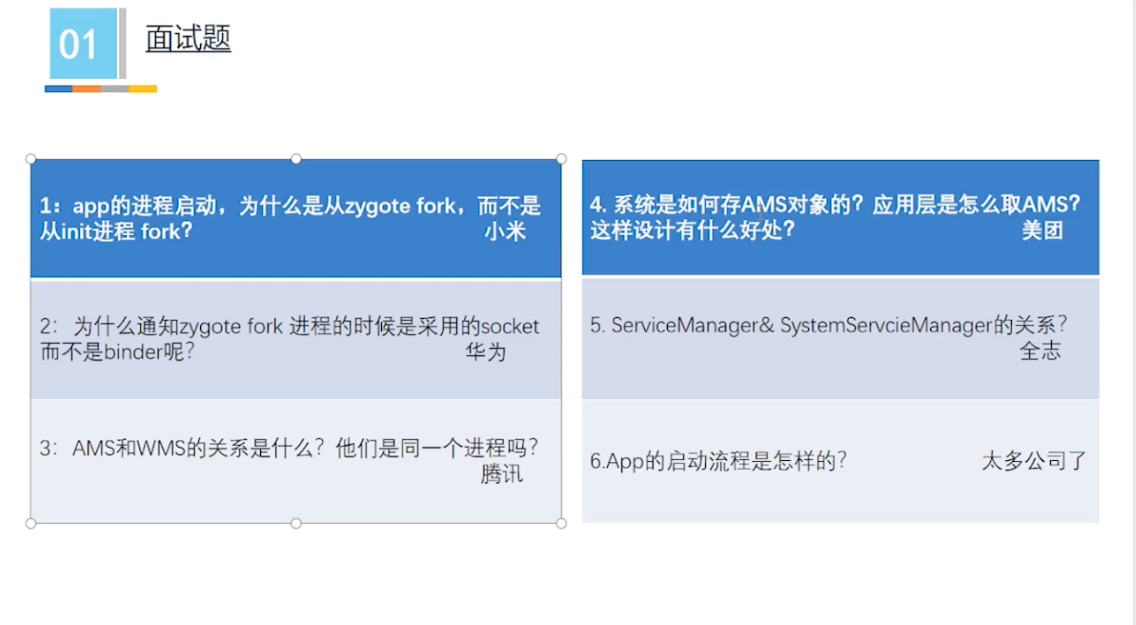 01
面试题
1：app的进程启动，为什么是从zygote fork，而不是
从init进程 fork？ 小米
2： 为什么通知zygote fork 进程的时候是采用的socket
而不是binder呢？ 华为
3：AMS和WMS的关系是什么？他们是同一个进程吗？
腾讯
4. 系统是如何存AMS对象的？应用层是怎么取AMS？
这样设计有什么好处？ 美团
5. ServiceManager& SystemServcieManager的关系？
全志
6.App的启动流程是怎样的？ 太多公司了